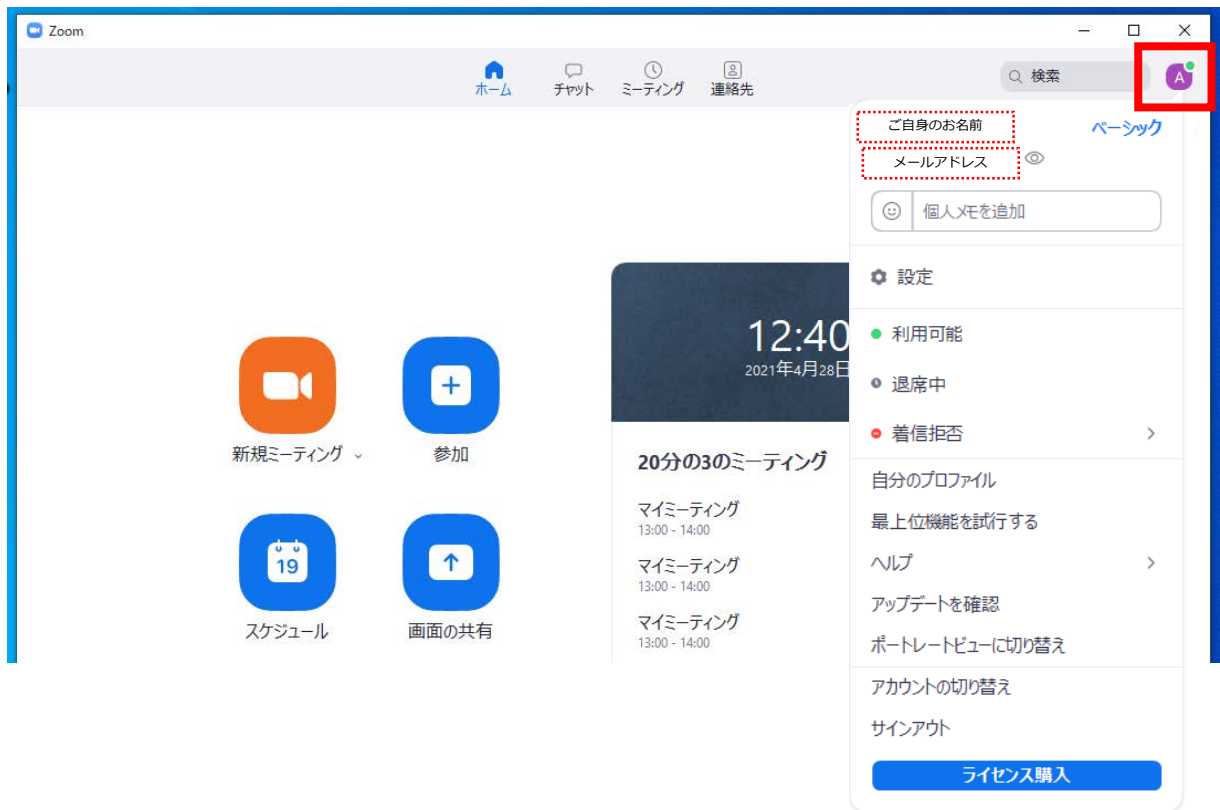 Zoom
ホーム
チャット
ミーティング
連絡先
検索
A
ご自身のお名前
ベーシック
メールアドレス
個人メモを追加
設定
利用可能
退席中
着信拒否
自分のプロファイル
最上位機能を試行する
ヘルプ
アップデートを確認
ポートレートビューに切り替え
アカウントの切り替え
サインアウト
ライセンス購入
新規ミーティング
参加
19
スケジュール
画面の共有
12:40
2021年4月28日
20分の3のミーティング
マイミーティング
13:00 - 14:00
マイミーティング
13:00 - 14:00
マイミーティング
13:00 - 14:00